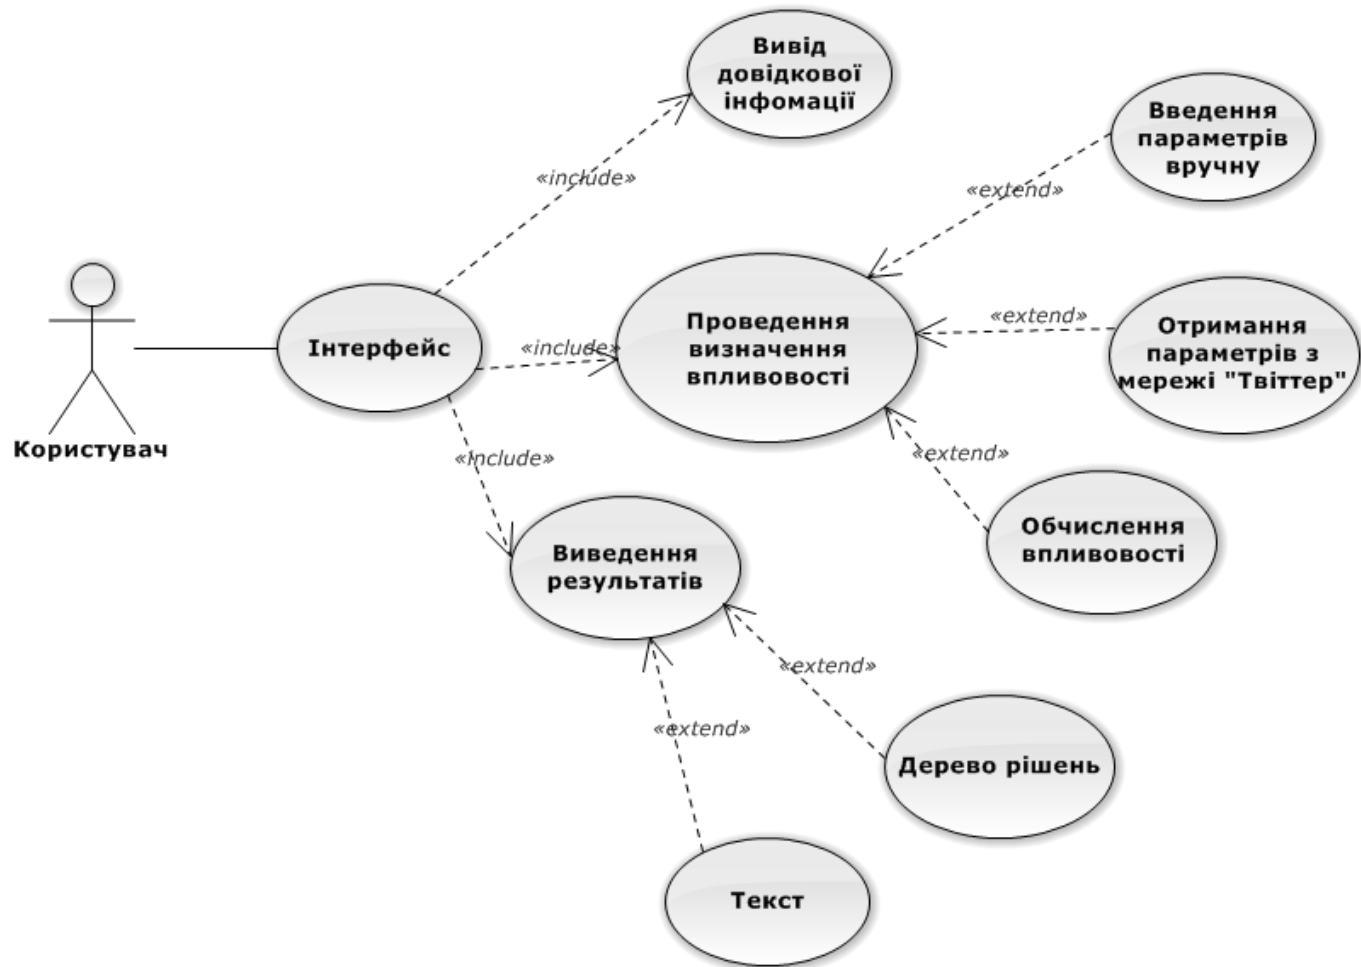 Вивід
довідкової
інфомації
Введення
параметрів
вручну
«include»
«extend»
Проведення
визначення
впливовості
«extend»
Отримання
параметрів з
мережі "Твіттер"
Інтерфейс
«include»
Користувач
«include»
«extend»
Обчислення
впливовості
Виведення
результатів
«extend»
«extend»
Дерево рішень
Текст